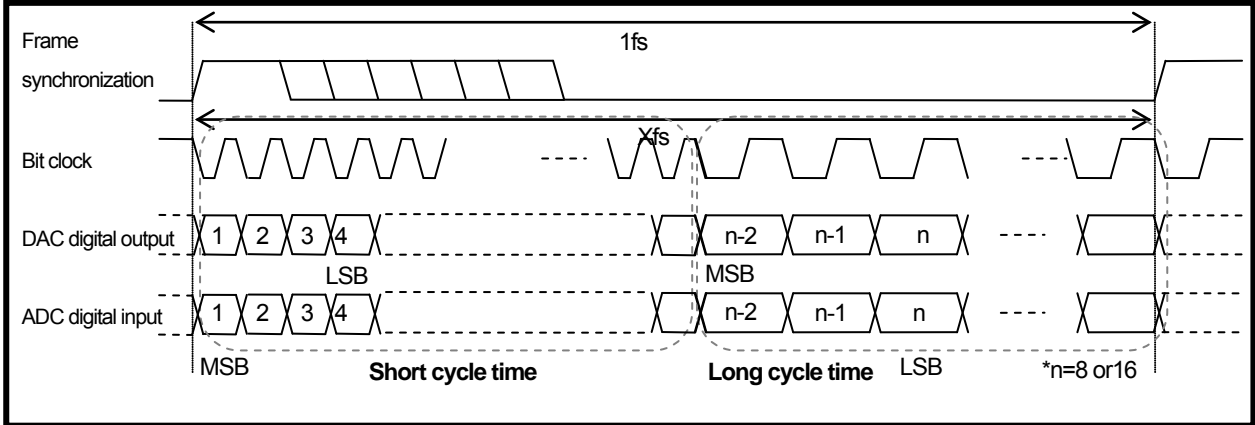 Frame
synchronization
1fs
Xfs
Bit clock
DAC digital output
1 2 3 4 n-2 n-1 n
LSB MSB
ADC digital input
1 2 3 4 n-2 n-1 n
MSB Short cycle time Long cycle time LSB *n=8 or16